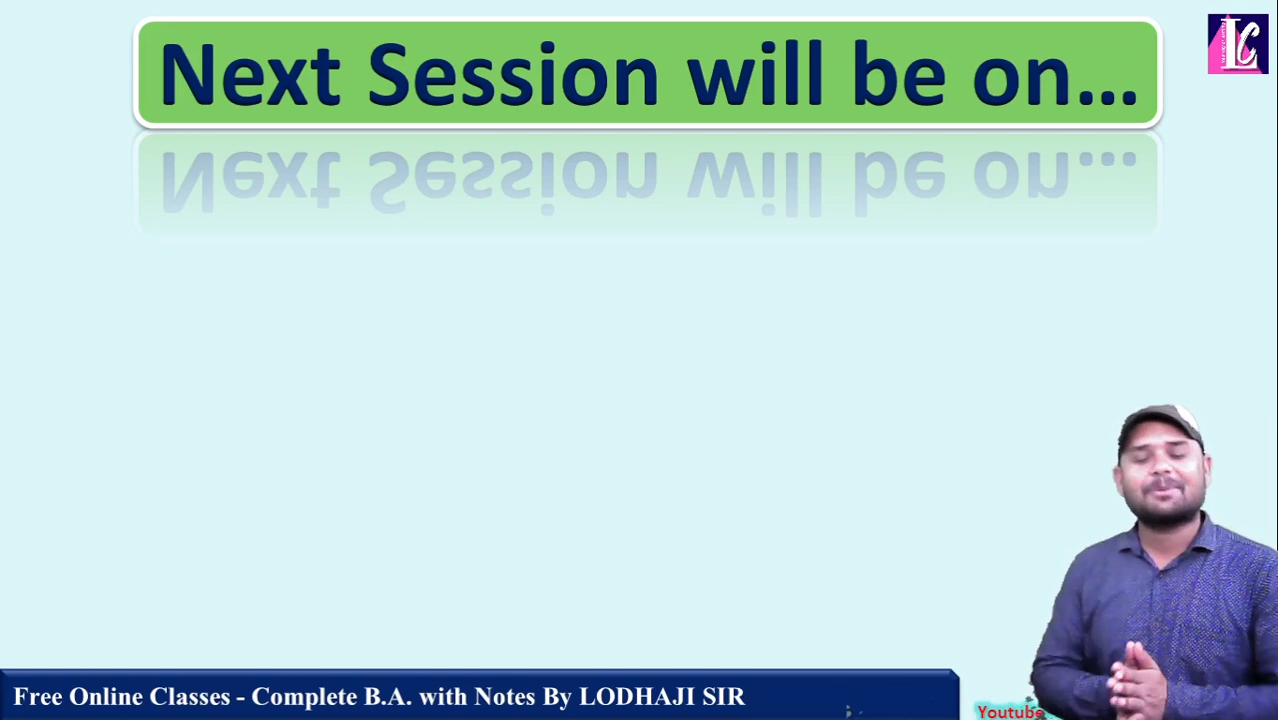 Next Session will be on...
Free Online Classes - Complete B.A. with Notes By LODHAJI SIR
Youtube